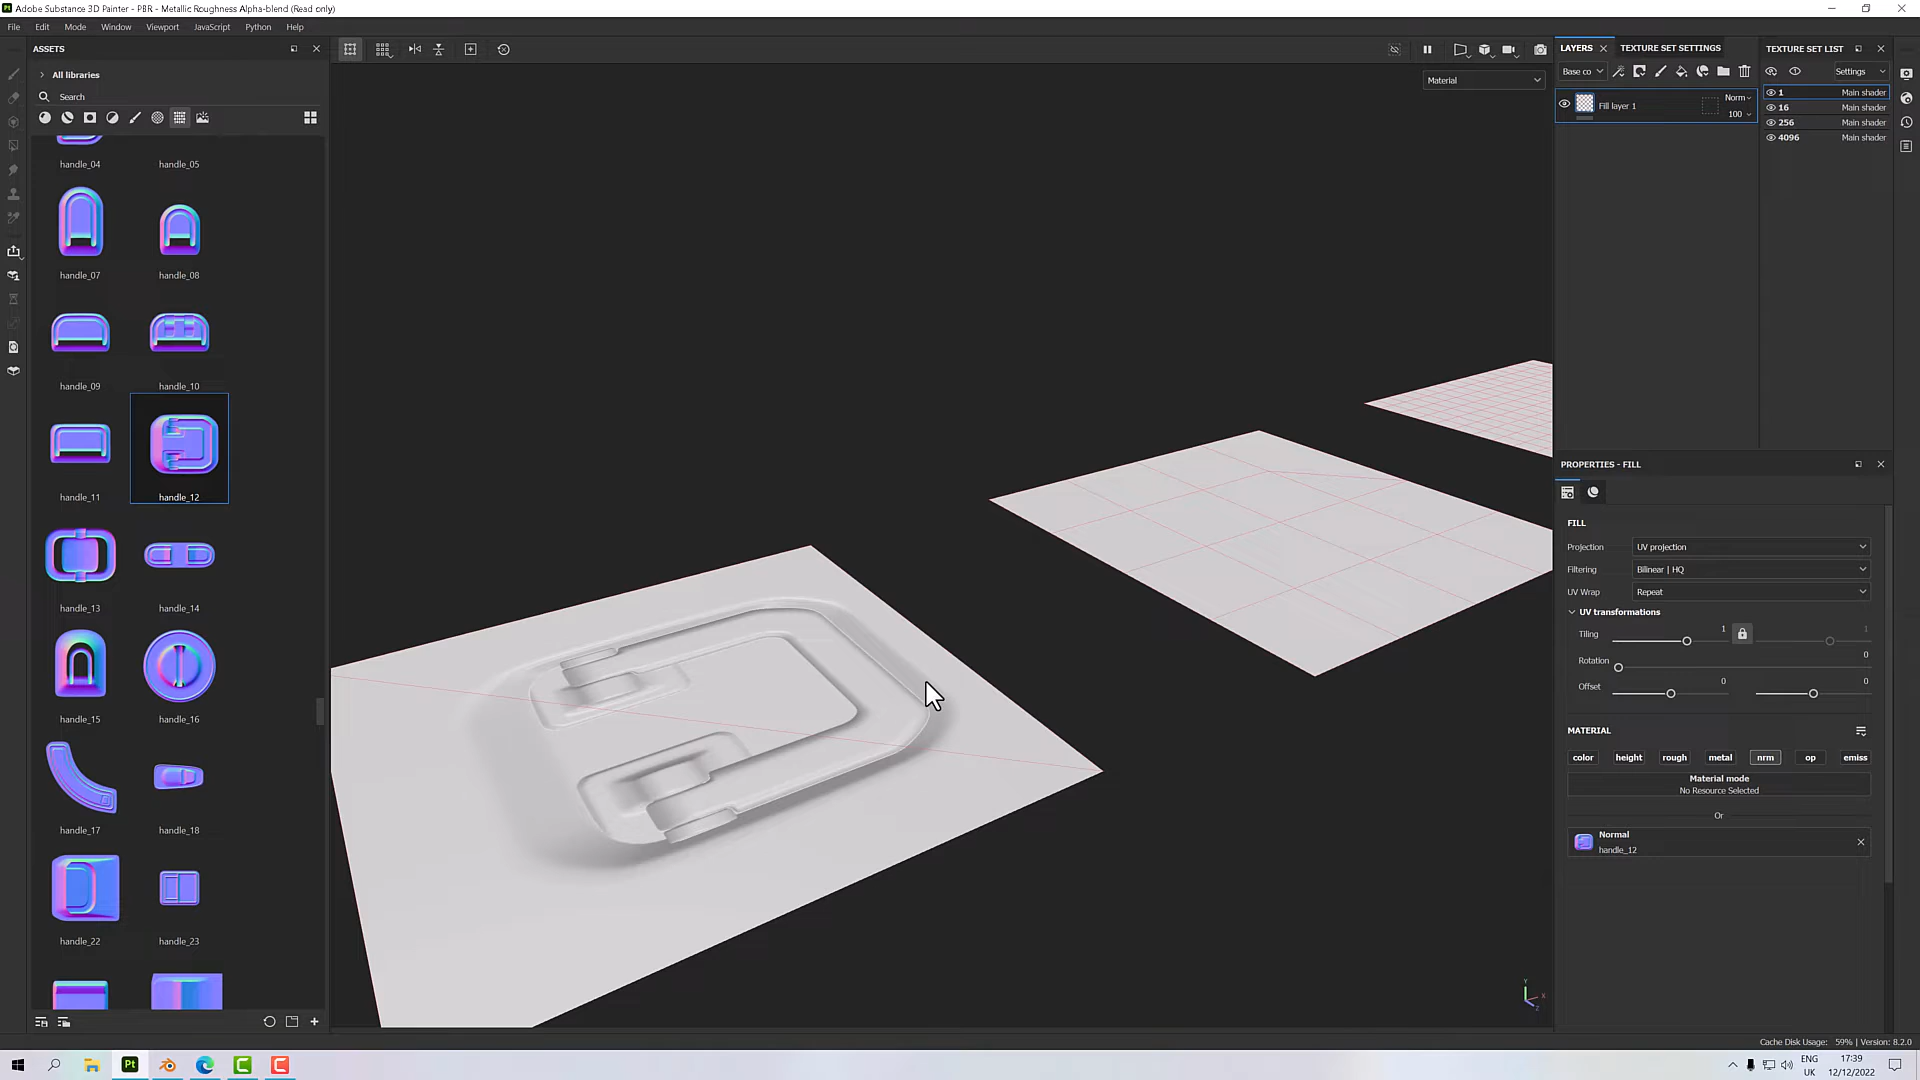 Adobe Substance 3D Painter - PBR - Metallic Roughness Alpha-blend (Read only)
File Edit Mode Window Viewport JavaScript Python Help
ASSETS
All libraries
Search
handle_04 handle_05
handle_07 handle_08
handle_09 handle_10
handle_11 handle_12
handle_13 handle_14
handle_15 handle_16
handle_17 handle_18
handle_22 handle_23
Material
LAYERS TEXTURE SET SETTINGS
Base co
Fill layer 1
Norm
100
TEXTURE SET LIST
Settings
1 Main shader
16 Main shader
256 Main shader
4096 Main shader
PROPERTIES - FILL
FILL
Projection UV projection
Filtering Bilinear | HQ
UV Wrap Repeat
UV transformations
Tiling 1 1
Rotation 0
Offset 0 0
MATERIAL
color height rough metal nrm op emiss
Material mode
No Resource Selected
Or
Normal
handle_12
Y
X
Z
Cache Disk Usage: 59% | Version: 8.2.0
Pt
ENG
UK
17:39
12/12/2022